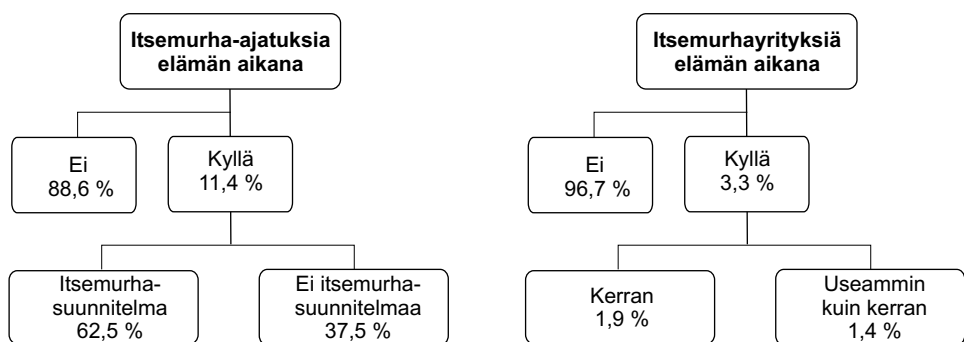 Itsemurha-ajatuksia
elämän aikana
Ei
88,6 %
Kyllä
11,4 %
Itsemurha-
suunnitelma
62,5 %
Ei itsemurha-
suunnitelmaa
37,5 %
Itsemurhayrityksiä
elämän aikana
Ei
96,7 %
Kyllä
3,3 %
Kerran
1,9 %
Useammin
kuin kerran
1,4 %